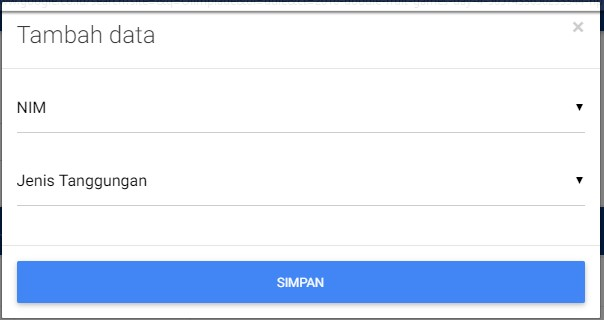 Tambah data
×
NIM
Jenis Tanggungan
SIMPAN